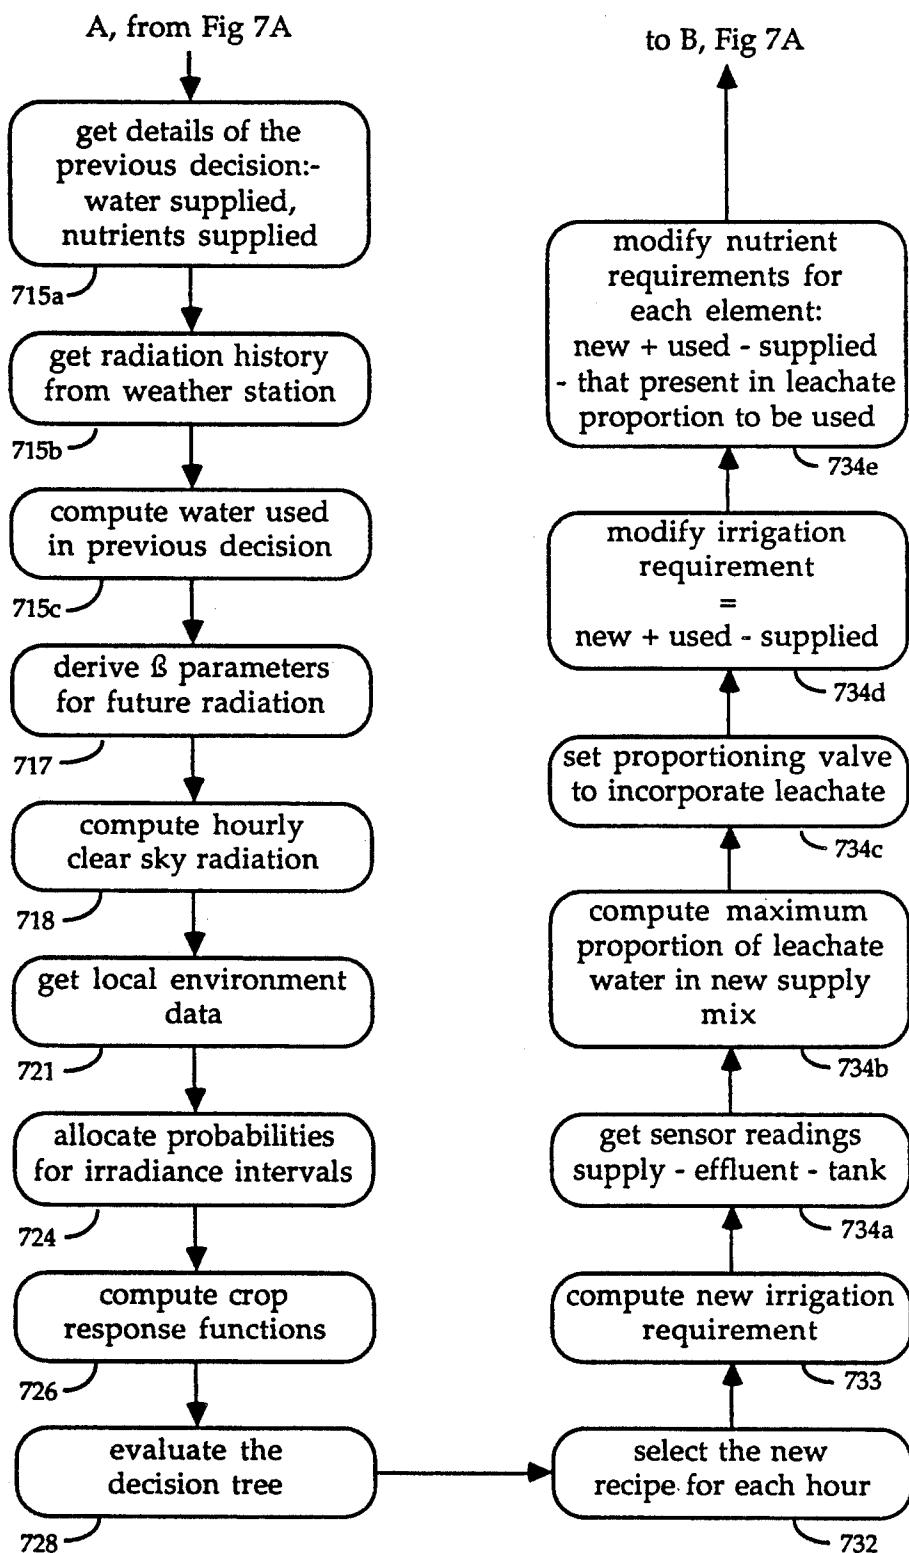 A, from Fig 7A
get details of the
previous decision:-
water supplied,
nutrients supplied
715a
get radiation history
from weather station
715b
compute water used
in previous decision
715c
derive ß parameters
for future radiation
717
compute hourly
clear sky radiation
718
get local environment
data
721
allocate probabilities
for irradiance intervals
724
compute crop
response functions
726
evaluate the
decision tree
728
select the new
recipe for each hour
732
compute new irrigation
requirement
733
get sensor readings
supply - effluent - tank
734a
compute maximum
proportion of leachate
water in new supply
mix
734b
set proportioning valve
to incorporate leachate
734c
modify irrigation
requirement
=
new + used - supplied
734d
modify nutrient
requirements for
each element:
new + used - supplied
- that present in leachate
proportion to be used
734e
to B, Fig 7A